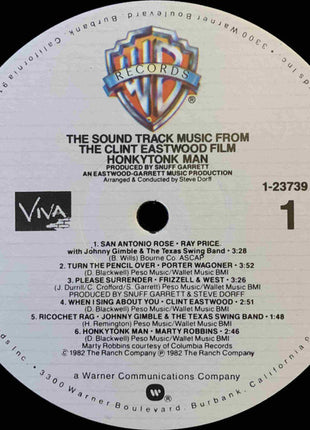 Burbank, California
3300 Warner
WB
RECORDS
THE SOUND TRACK MUSIC FROM
THE CLINT EASTWOOD FILM
HONKYTONK MAN
PRODUCED BY SNUFF GARRETT
AN EASTWOOD-GARRETT MUSIC PRODUCTION
Arranged & Conducted by Steve Dorff
VIVA
1-23739
1
1. SAN ANTONIO ROSE • RAY PRICE
with Johnny Gimble & The Texas Swing Band • 3:28
(B. Wills) Bourne Co. ASCAP
2. TURN THE PENCIL OVER • PORTER WAGONER • 3:52
(D. Blackwell) Peso Music/Wallet Music BMI
3. PLEASE SURRENDER • FRIZZELL & WEST • 3:26
(J. Durrill/C. Crofford/S. Garrett) Peso Music/Wallet Music BMI
PRODUCED BY SNUFF GARRETT & STEVE DORFF
4. WHEN I SING ABOUT YOU • CLINT EASTWOOD • 2:51
(D. Blackwell) Peso Music/Wallet Music BMI
5. RICOCHET RAG • JOHNNY GIMBLE & THE TEXAS SWING BAND • 1:48
(H. Remington) Peso Music/Wallet Music BMI
6. HONKYTONK MAN • MARTY ROBBINS • 2:46
(D. Blackwell) Peso Music/Wallet Music BMI
Marty Robbins courtesy of Columbia Records
© 1982 The Ranch Company ℗ 1982 The Ranch Company
a Warner Communications Company
3300 Warner Boulevard, Burbank, California